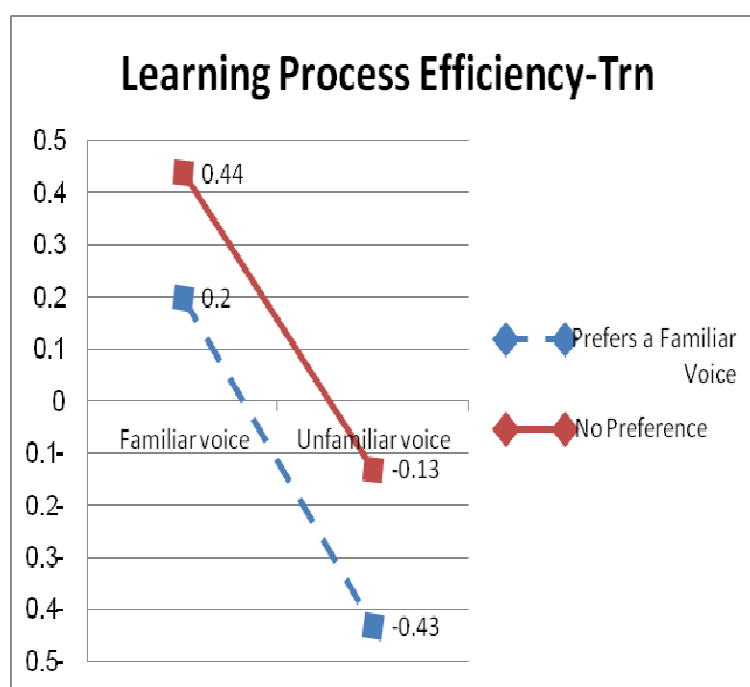 Learning Process Efficiency-Trn
0.5
0.4
0.3
0.2
0.1
0
0.1-
0.2-
0.3-
0.4-
0.5-
0.44
0.2
Familiar voice
Unfamiliar voice
-0.13
-0.43
Prefers a Familiar
Voice
No Preference